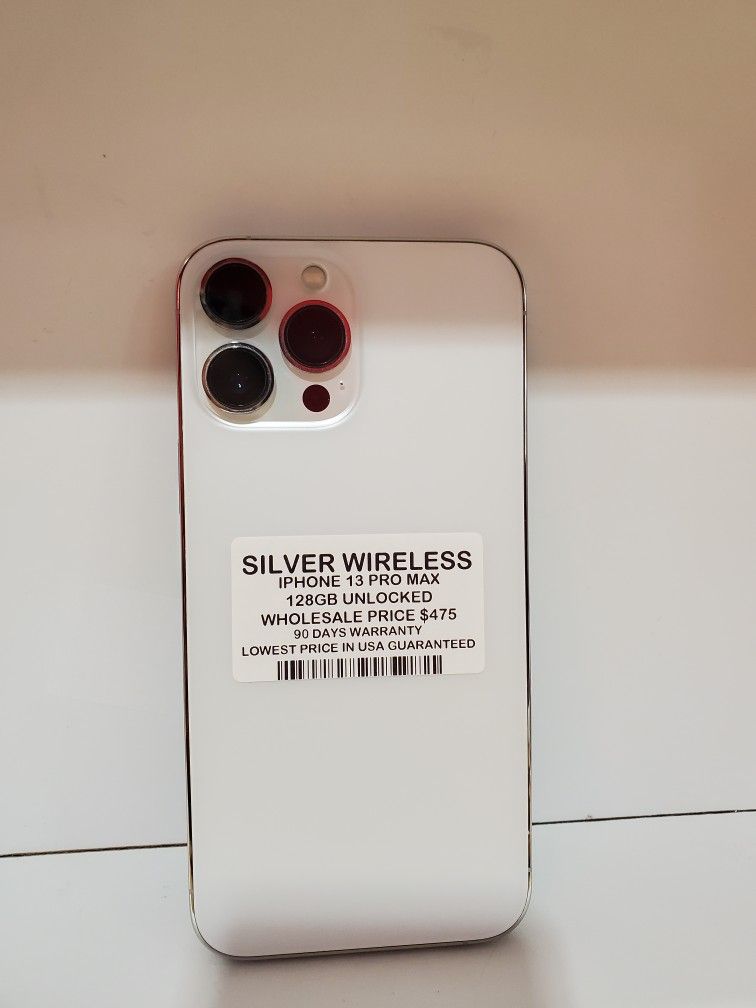 SILVER WIRELESS
IPHONE 13 PRO MAX
128GB UNLOCKED
WHOLESALE PRICE $475
90 DAYS WARRANTY
LOWEST PRICE IN USA GUARANTEED